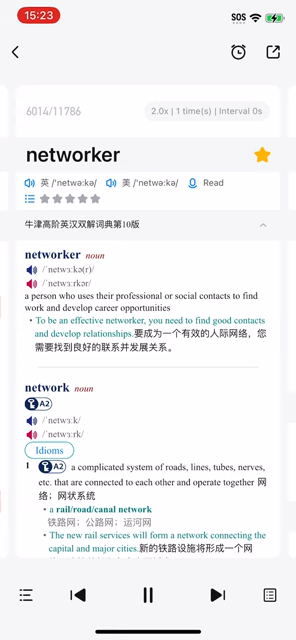 15:23
SOS
6014/11786
2.0x | 1 time(s) | Interval 0s
networker
英 /ˈnetwɜːkə/ 美 /ˈnetwɜːkə/ Read
牛津高阶英汉双解词典第10版
networker noun
/ˈnetwɜːkə(r)/
/ˈnetwɜːrkər/
a person who uses their professional or social contacts to find
work and develop career opportunities
• To be an effective networker, you need to find good contacts
and develop relationships.要成为一个有效的人际网络，您
需要找到良好的联系并发展关系。
network noun
A2
/ˈnetwɜːk/
/ˈnetwɜːrk/
Idioms
1 A2 a complicated system of roads, lines, tubes, nerves,
etc. that are connected to each other and operate together 网
络；网状系统
• a rail/road/canal network
铁路网；公路网；运河网
• The new rail services will form a network connecting the
capital and major cities.新的铁路设施将形成一个网